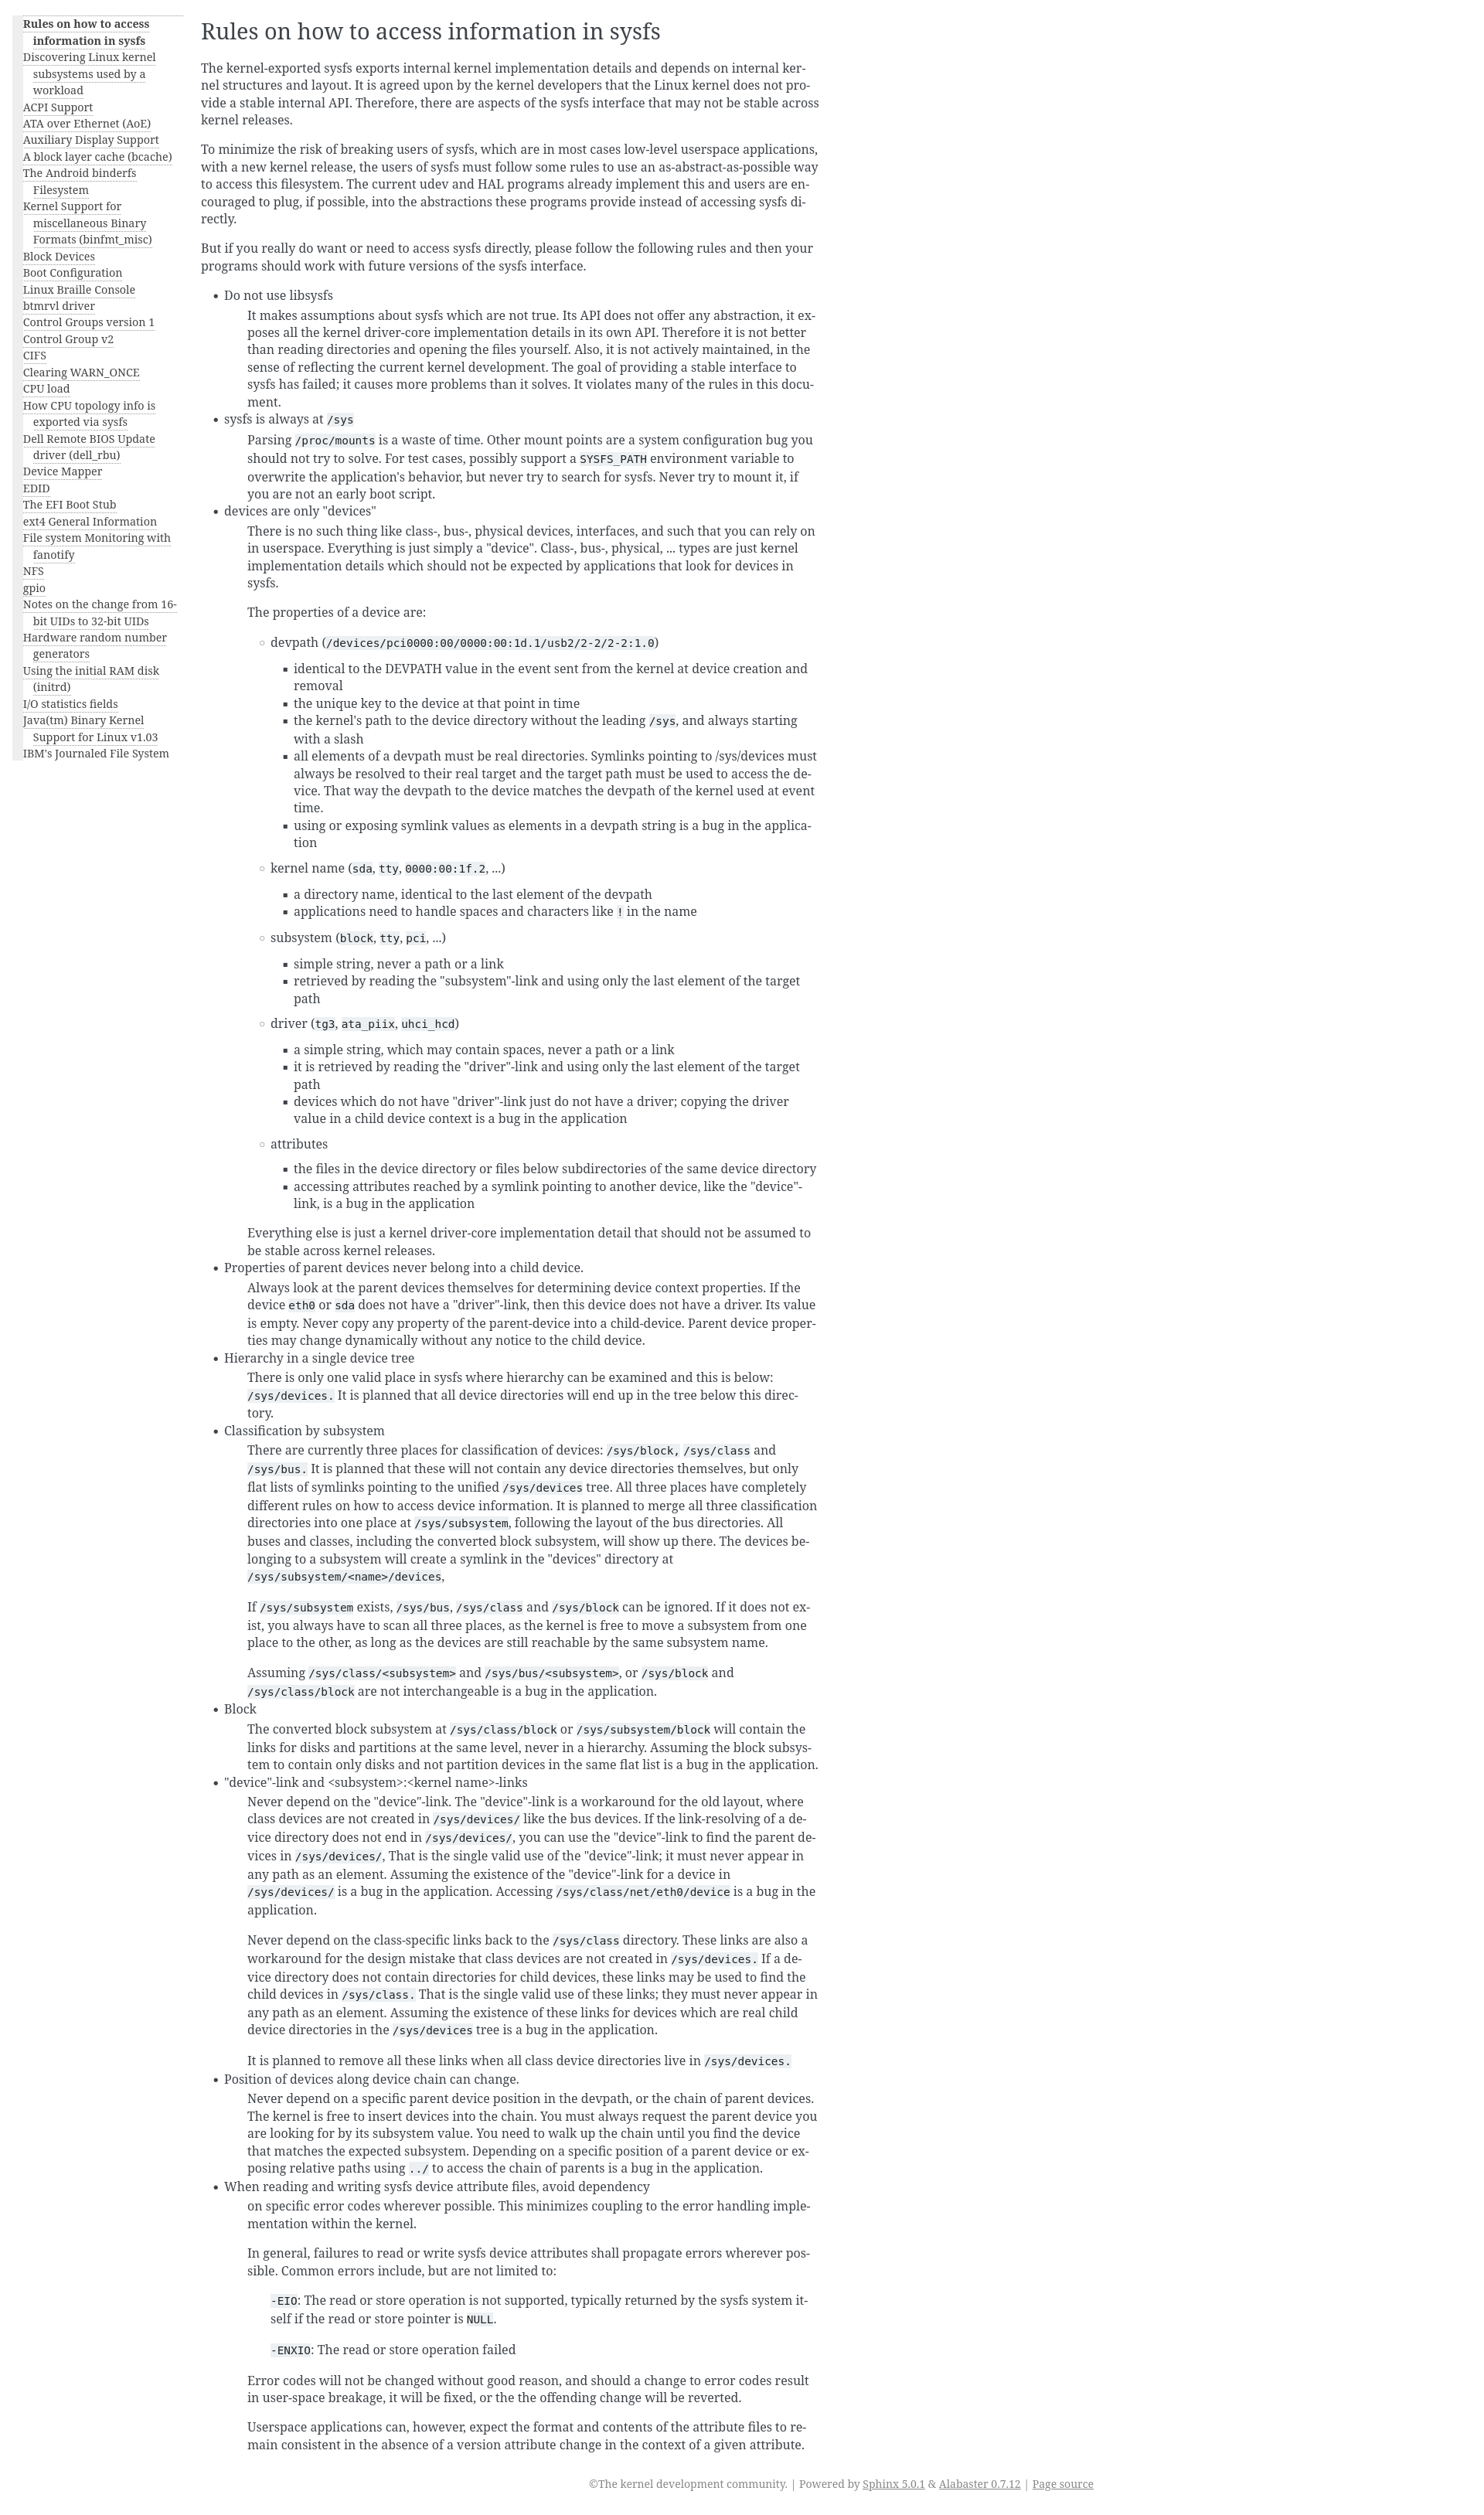 Rules on how to access
information in sysfs
Discovering Linux kernel
subsystems used by a
workload
ACPI Support
ATA over Ethernet (AoE)
Auxiliary Display Support
A block layer cache (bcache)
The Android binderfs
Filesystem
Kernel Support for
miscellaneous Binary
Formats (binfmt_misc)
Block Devices
Boot Configuration
Linux Braille Console
btmrvl driver
Control Groups version 1
Control Group v2
CIFS
Clearing WARN_ONCE
CPU load
How CPU topology info is
exported via sysfs
Dell Remote BIOS Update
driver (dell_rbu)
Device Mapper
EDID
The EFI Boot Stub
ext4 General Information
File system Monitoring with
fanotify
NFS
gpio
Notes on the change from 16-
bit UIDs to 32-bit UIDs
Hardware random number
generators
Using the initial RAM disk
(initrd)
I/O statistics fields
Java(tm) Binary Kernel
Support for Linux v1.03
IBM's Journaled File System
Rules on how to access information in sysfs
The kernel-exported sysfs exports internal kernel implementation details and depends on internal ker-
nel structures and layout. It is agreed upon by the kernel developers that the Linux kernel does not pro-
vide a stable internal API. Therefore, there are aspects of the sysfs interface that may not be stable across
kernel releases.
To minimize the risk of breaking users of sysfs, which are in most cases low-level userspace applications,
with a new kernel release, the users of sysfs must follow some rules to use an as-abstract-as-possible way
to access this filesystem. The current udev and HAL programs already implement this and users are en-
couraged to plug, if possible, into the abstractions these programs provide instead of accessing sysfs di-
rectly.
But if you really do want or need to access sysfs directly, please follow the following rules and then your
programs should work with future versions of the sysfs interface.
• Do not use libsysfs
It makes assumptions about sysfs which are not true. Its API does not offer any abstraction, it ex-
poses all the kernel driver-core implementation details in its own API. Therefore it is not better
than reading directories and opening the files yourself. Also, it is not actively maintained, in the
sense of reflecting the current kernel development. The goal of providing a stable interface to
sysfs has failed; it causes more problems than it solves. It violates many of the rules in this docu-
ment.
• sysfs is always at /sys
Parsing /proc/mounts is a waste of time. Other mount points are a system configuration bug you
should not try to solve. For test cases, possibly support a SYSFS_PATH environment variable to
overwrite the application's behavior, but never try to search for sysfs. Never try to mount it, if
you are not an early boot script.
• devices are only "devices"
There is no such thing like class-, bus-, physical devices, interfaces, and such that you can rely on
in userspace. Everything is just simply a "device". Class-, bus-, physical, ... types are just kernel
implementation details which should not be expected by applications that look for devices in
sysfs.
The properties of a device are:
◦ devpath (/devices/pci0000:00/0000:00:1d.1/usb2/2-2/2-2:1.0)
▪ identical to the DEVPATH value in the event sent from the kernel at device creation and
removal
▪ the unique key to the device at that point in time
▪ the kernel's path to the device directory without the leading /sys, and always starting
with a slash
▪ all elements of a devpath must be real directories. Symlinks pointing to /sys/devices must
always be resolved to their real target and the target path must be used to access the de-
vice. That way the devpath to the device matches the devpath of the kernel used at event
time.
▪ using or exposing symlink values as elements in a devpath string is a bug in the applica-
tion
◦ kernel name (sda, tty, 0000:00:1f.2, ...)
▪ a directory name, identical to the last element of the devpath
▪ applications need to handle spaces and characters like ! in the name
◦ subsystem (block, tty, pci, ...)
▪ simple string, never a path or a link
▪ retrieved by reading the "subsystem"-link and using only the last element of the target
path
◦ driver (tg3, ata_piix, uhci_hcd)
▪ a simple string, which may contain spaces, never a path or a link
▪ it is retrieved by reading the "driver"-link and using only the last element of the target
path
▪ devices which do not have "driver"-link just do not have a driver; copying the driver
value in a child device context is a bug in the application
◦ attributes
▪ the files in the device directory or files below subdirectories of the same device directory
▪ accessing attributes reached by a symlink pointing to another device, like the "device"-
link, is a bug in the application
Everything else is just a kernel driver-core implementation detail that should not be assumed to
be stable across kernel releases.
• Properties of parent devices never belong into a child device.
Always look at the parent devices themselves for determining device context properties. If the
device eth0 or sda does not have a "driver"-link, then this device does not have a driver. Its value
is empty. Never copy any property of the parent-device into a child-device. Parent device proper-
ties may change dynamically without any notice to the child device.
• Hierarchy in a single device tree
There is only one valid place in sysfs where hierarchy can be examined and this is below:
/sys/devices. It is planned that all device directories will end up in the tree below this direc-
tory.
• Classification by subsystem
There are currently three places for classification of devices: /sys/block, /sys/class and
/sys/bus. It is planned that these will not contain any device directories themselves, but only
flat lists of symlinks pointing to the unified /sys/devices tree. All three places have completely
different rules on how to access device information. It is planned to merge all three classification
directories into one place at /sys/subsystem, following the layout of the bus directories. All
buses and classes, including the converted block subsystem, will show up there. The devices be-
longing to a subsystem will create a symlink in the "devices" directory at
/sys/subsystem/<name>/devices,
If /sys/subsystem exists, /sys/bus, /sys/class and /sys/block can be ignored. If it does not ex-
ist, you always have to scan all three places, as the kernel is free to move a subsystem from one
place to the other, as long as the devices are still reachable by the same subsystem name.
Assuming /sys/class/<subsystem> and /sys/bus/<subsystem>, or /sys/block and
/sys/class/block are not interchangeable is a bug in the application.
• Block
The converted block subsystem at /sys/class/block or /sys/subsystem/block will contain the
links for disks and partitions at the same level, never in a hierarchy. Assuming the block subsys-
tem to contain only disks and not partition devices in the same flat list is a bug in the application.
• "device"-link and <subsystem>:<kernel name>-links
Never depend on the "device"-link. The "device"-link is a workaround for the old layout, where
class devices are not created in /sys/devices/ like the bus devices. If the link-resolving of a de-
vice directory does not end in /sys/devices/, you can use the "device"-link to find the parent de-
vices in /sys/devices/, That is the single valid use of the "device"-link; it must never appear in
any path as an element. Assuming the existence of the "device"-link for a device in
/sys/devices/ is a bug in the application. Accessing /sys/class/net/eth0/device is a bug in the
application.
Never depend on the class-specific links back to the /sys/class directory. These links are also a
workaround for the design mistake that class devices are not created in /sys/devices. If a de-
vice directory does not contain directories for child devices, these links may be used to find the
child devices in /sys/class. That is the single valid use of these links; they must never appear in
any path as an element. Assuming the existence of these links for devices which are real child
device directories in the /sys/devices tree is a bug in the application.
It is planned to remove all these links when all class device directories live in /sys/devices.
• Position of devices along device chain can change.
Never depend on a specific parent device position in the devpath, or the chain of parent devices.
The kernel is free to insert devices into the chain. You must always request the parent device you
are looking for by its subsystem value. You need to walk up the chain until you find the device
that matches the expected subsystem. Depending on a specific position of a parent device or ex-
posing relative paths using ../ to access the chain of parents is a bug in the application.
• When reading and writing sysfs device attribute files, avoid dependency
on specific error codes wherever possible. This minimizes coupling to the error handling imple-
mentation within the kernel.
In general, failures to read or write sysfs device attributes shall propagate errors wherever pos-
sible. Common errors include, but are not limited to:
-EIO: The read or store operation is not supported, typically returned by the sysfs system it-
self if the read or store pointer is NULL.
-ENXIO: The read or store operation failed
Error codes will not be changed without good reason, and should a change to error codes result
in user-space breakage, it will be fixed, or the the offending change will be reverted.
Userspace applications can, however, expect the format and contents of the attribute files to re-
main consistent in the absence of a version attribute change in the context of a given attribute.
©The kernel development community. | Powered by Sphinx 5.0.1 & Alabaster 0.7.12 | Page source